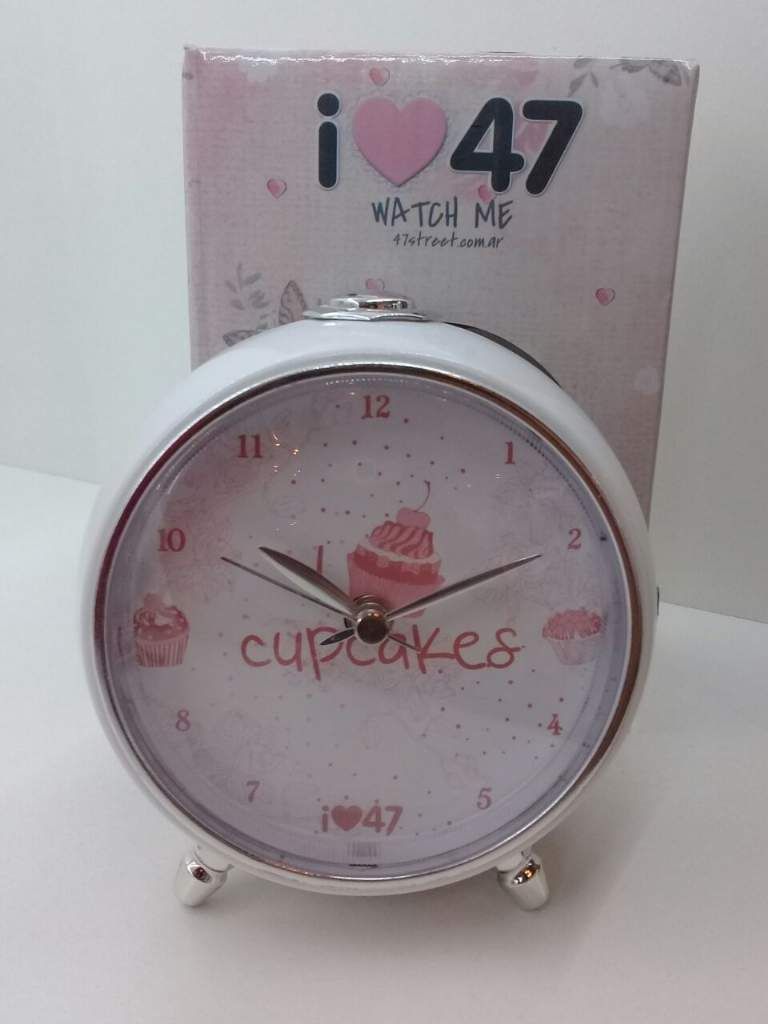 i ♥ 47
WATCH ME
47street.com.ar
12
11
1
10
2
I
cupcakes
8
4
7
5
i♥47